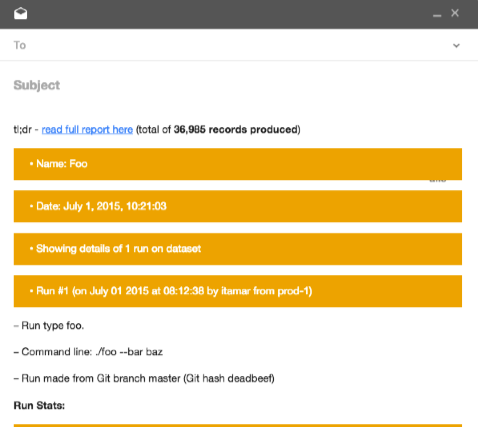 To
Subject
tl;dr - read full report here (total of 36,985 records produced)
• Name: Foo
• Date: July 1, 2015, 10:21:03
• Showing details of 1 run on dataset
• Run #1 (on July 01 2015 at 08:12:38 by itamar from prod-1)
– Run type foo.
– Command line: ./foo --bar baz
– Run made from Git branch master (Git hash deadbeef)
Run Stats: